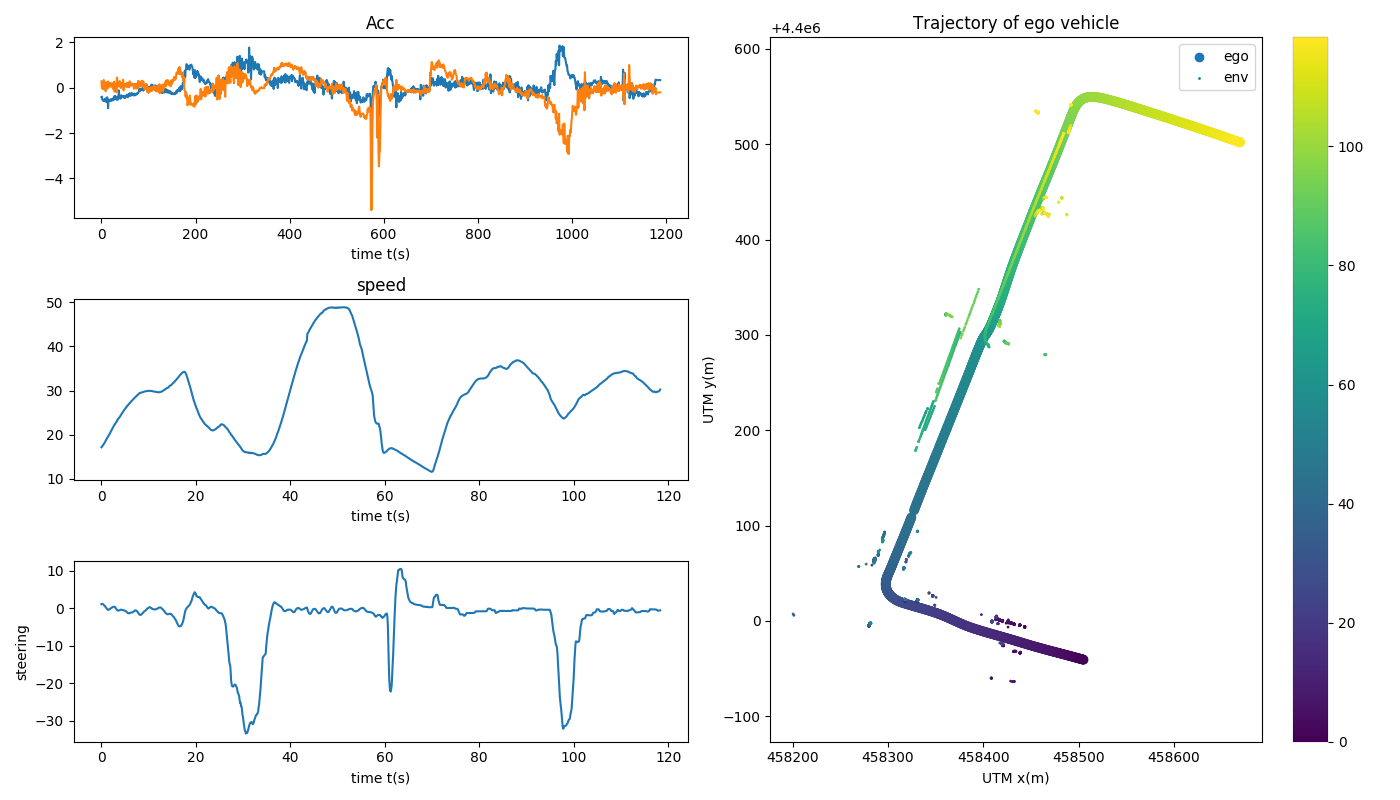 Acc
2
0
−2
−4
0 200 400 600 800 1000 1200
time t(s)
speed
50
40
30
20
10
0 20 40 60 80 100 120
time t(s)
steering
10
0
−10
−20
−30
0 20 40 60 80 100 120
time t(s)
Trajectory of ego vehicle
+4.4e6
ego
env
UTM y(m)
600
500
400
300
200
100
0
−100
458200 458300 458400 458500 458600
UTM x(m)
100
80
60
40
20
0